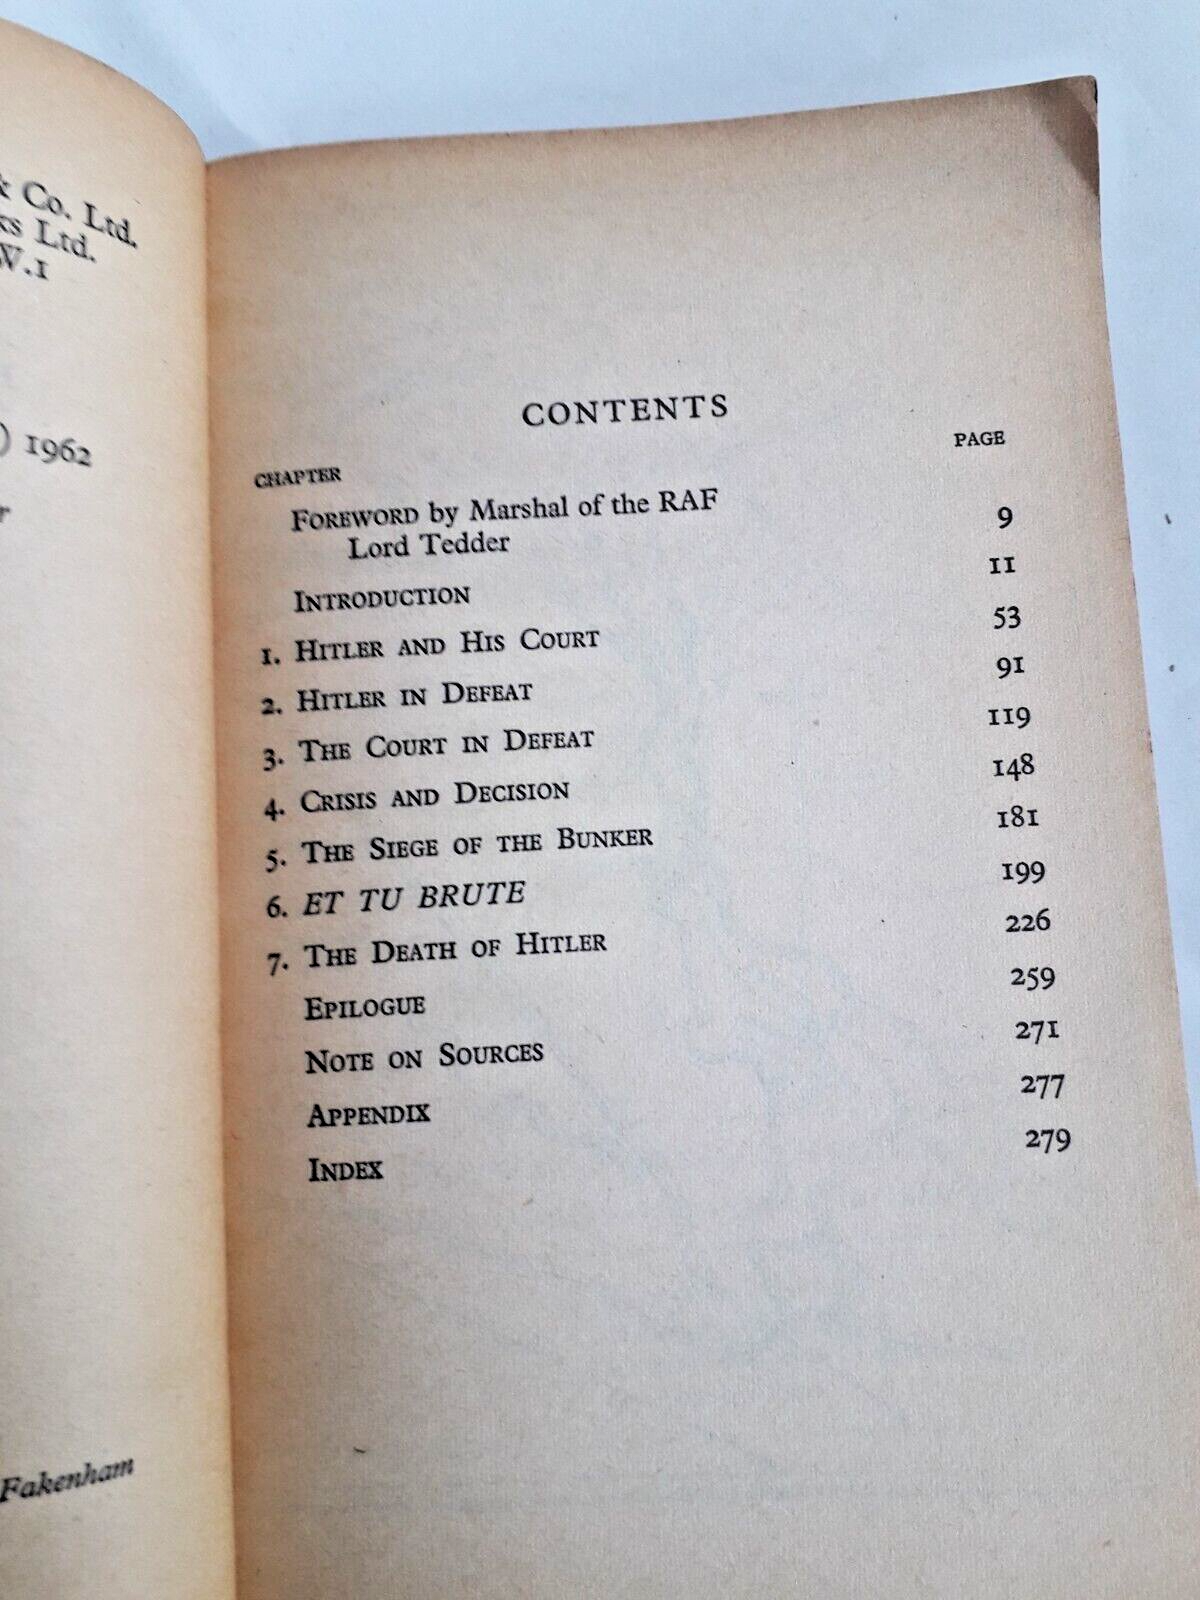 & Co. Ltd.
Ltd.
W.1
) 1962
Fakenham
CONTENTS
CHAPTER PAGE
FOREWORD by Marshal of the RAF
Lord Tedder 9
INTRODUCTION 11
1. HITLER AND HIS COURT 53
2. HITLER IN DEFEAT 91
3. THE COURT IN DEFEAT 119
4. CRISIS AND DECISION 148
5. THE SIEGE OF THE BUNKER 181
6. ET TU BRUTE 199
7. THE DEATH OF HITLER 226
EPILOGUE 259
NOTE ON SOURCES 271
APPENDIX 277
INDEX 279